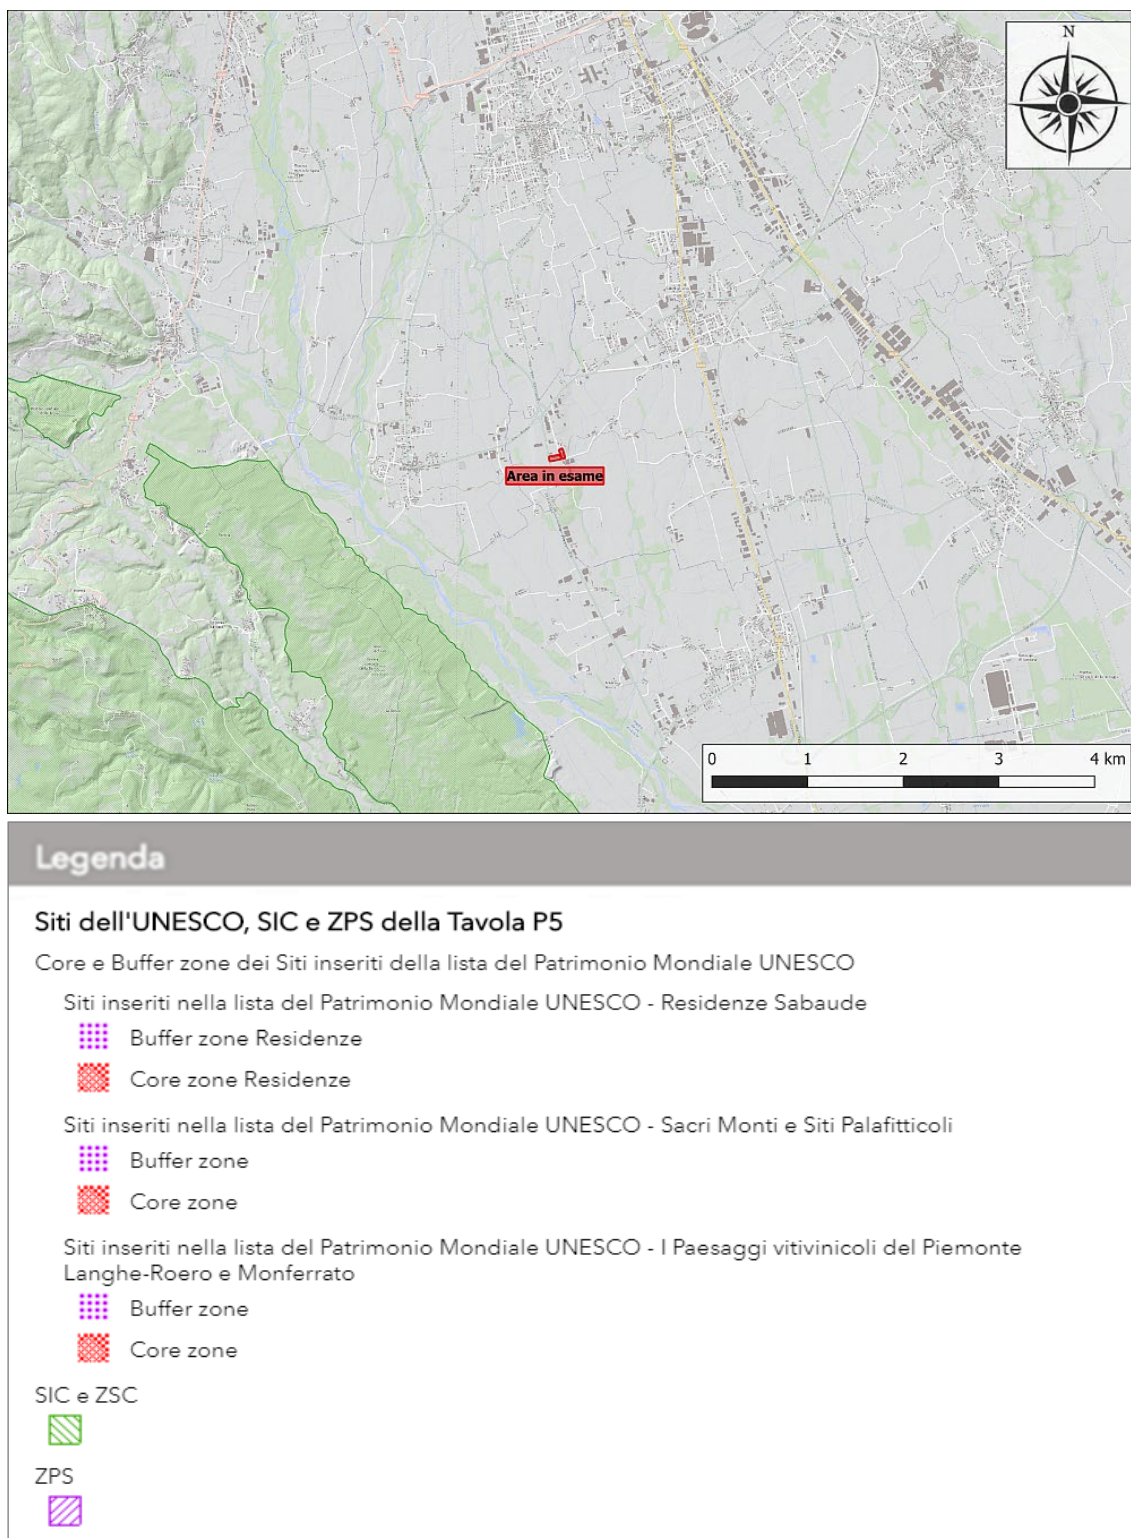 N
Area in esame
0 1 2 3 4 km
Legenda
Siti dell'UNESCO, SIC e ZPS della Tavola P5
Core e Buffer zone dei Siti inseriti della lista del Patrimonio Mondiale UNESCO
Siti inseriti nella lista del Patrimonio Mondiale UNESCO - Residenze Sabaude
Buffer zone Residenze
Core zone Residenze
Siti inseriti nella lista del Patrimonio Mondiale UNESCO - Sacri Monti e Siti Palafitticoli
Buffer zone
Core zone
Siti inseriti nella lista del Patrimonio Mondiale UNESCO - I Paesaggi vitivinicoli del Piemonte
Langhe-Roero e Monferrato
Buffer zone
Core zone
SIC e ZSC
ZPS